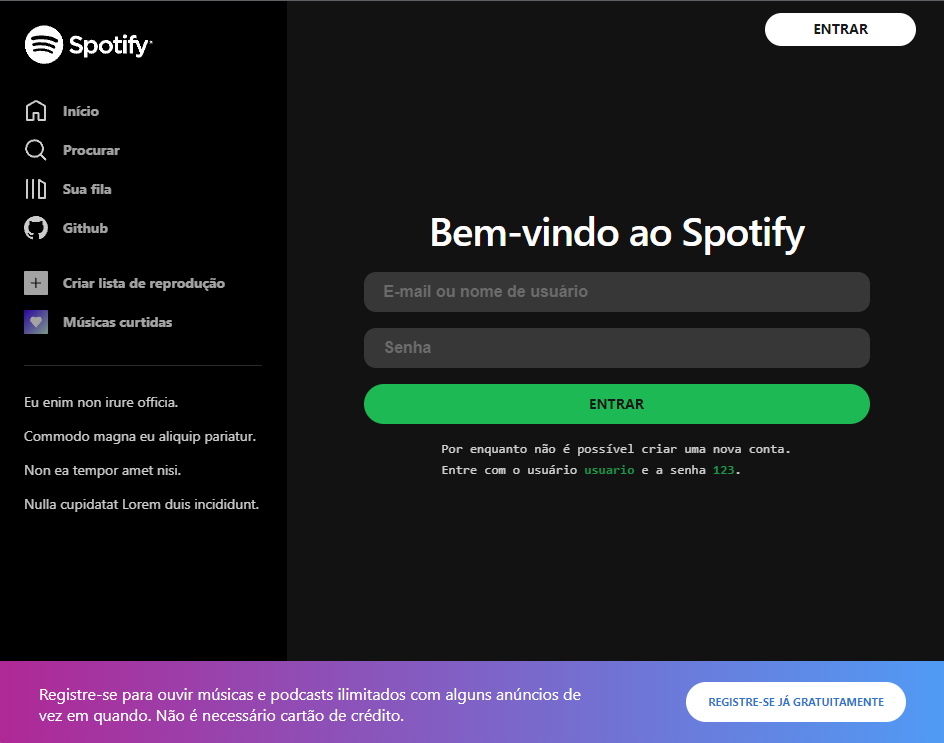 Spotify
Início
Procurar
Sua fila
Github
Criar lista de reprodução
Músicas curtidas
Eu enim non irure officia.
Commodo magna eu aliquip pariatur.
Non ea tempor amet nisi.
Nulla cupidatat Lorem duis incididunt.
ENTRAR
Bem-vindo ao Spotify
E-mail ou nome de usuário
Senha
ENTRAR
Por enquanto não é possível criar uma nova conta.
Entre com o usuário usuario e a senha 123.
Registre-se para ouvir músicas e podcasts ilimitados com alguns anúncios de
vez em quando. Não é necessário cartão de crédito.
REGISTRE-SE JÁ GRATUITAMENTE